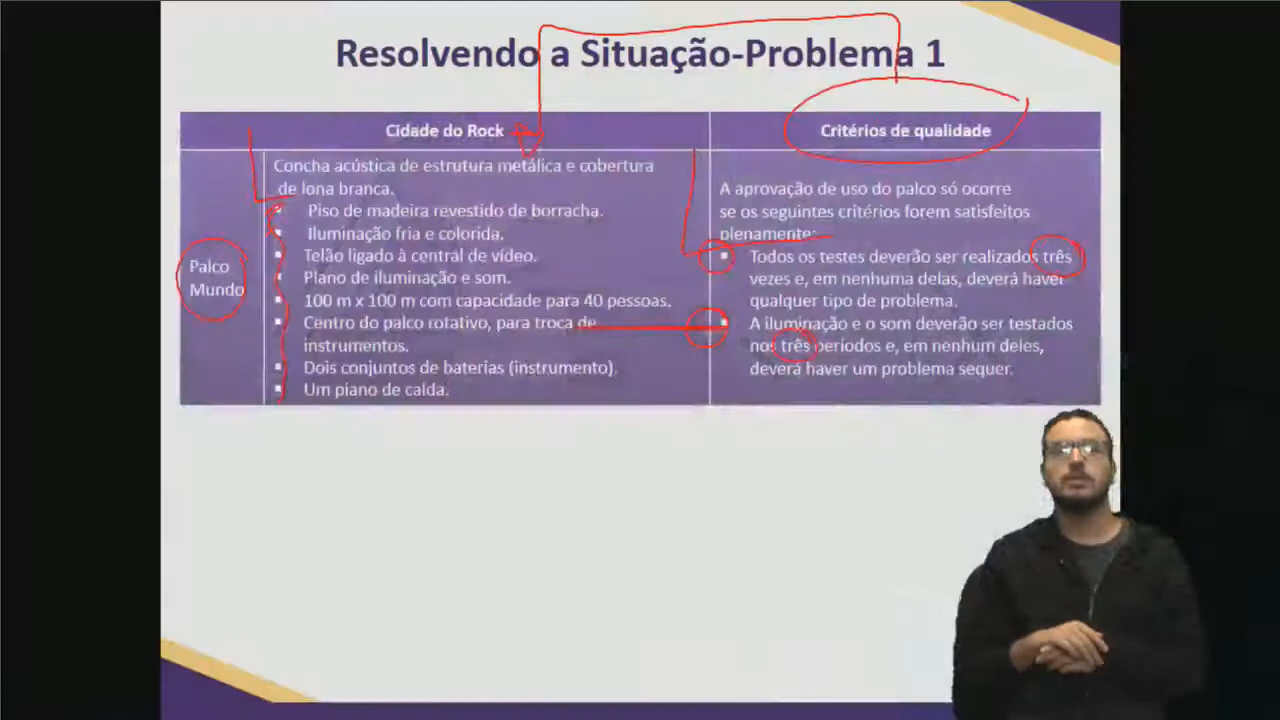 Resolvendo a Situação-Problema 1
Cidade do Rock
Critérios de qualidade
Palco
Mundo
Concha acústica de estrutura metálica e cobertura
de lona branca.
Piso de madeira revestido de borracha.
Iluminação fria e colorida.
Telão ligado à central de vídeo.
Plano de iluminação e som.
100 m x 100 m com capacidade para 40 pessoas.
Centro do palco rotativo, para troca de
instrumentos.
Dois conjuntos de baterias (instrumento).
Um piano de calda.
A aprovação de uso do palco só ocorre
se os seguintes critérios forem satisfeitos
plenamente:
Todos os testes deverão ser realizados três
vezes e, em nenhuma delas, deverá haver
qualquer tipo de problema.
A iluminação e o som deverão ser testados
nos três períodos e, em nenhum deles,
deverá haver um problema sequer.